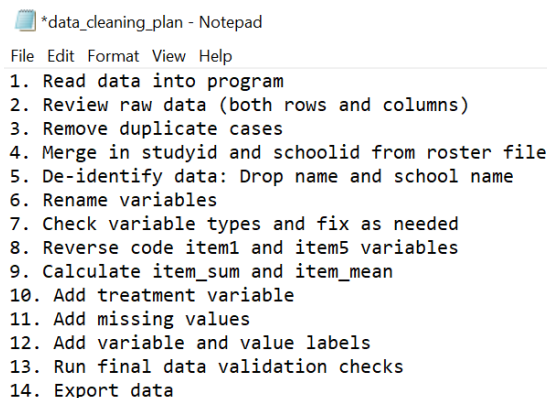 *data_cleaning_plan - Notepad
File Edit Format View Help
1. Read data into program
2. Review raw data (both rows and columns)
3. Remove duplicate cases
4. Merge in studyid and schoolid from roster file
5. De-identify data: Drop name and school name
6. Rename variables
7. Check variable types and fix as needed
8. Reverse code item1 and item5 variables
9. Calculate item_sum and item_mean
10. Add treatment variable
11. Add missing values
12. Add variable and value labels
13. Run final data validation checks
14. Export data